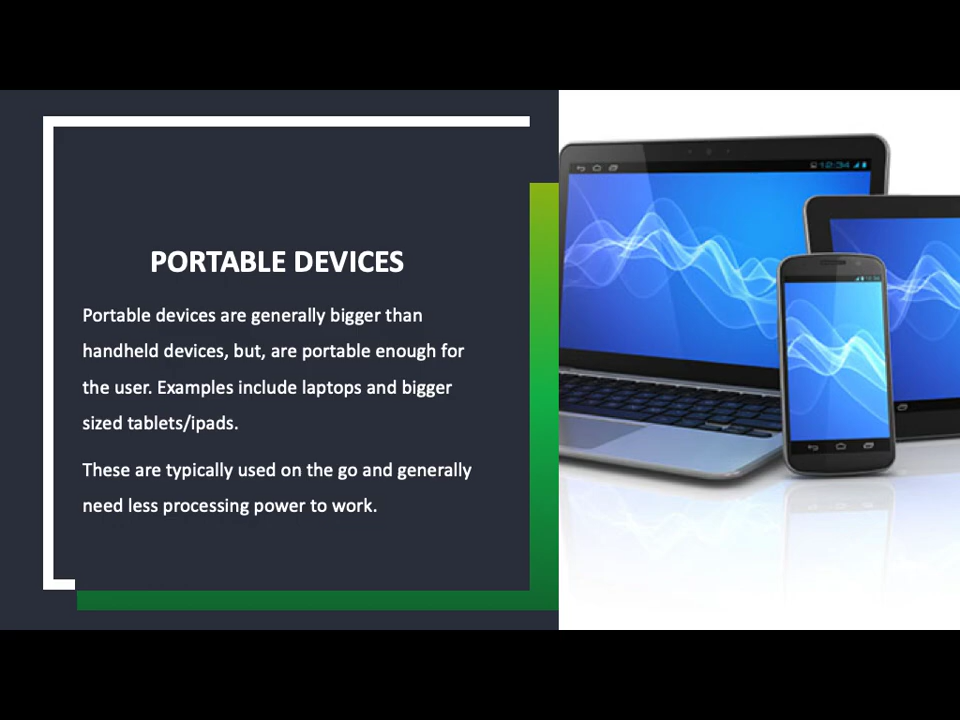 PORTABLE DEVICES
Portable devices are generally bigger than
handheld devices, but, are portable enough for
the user. Examples include laptops and bigger
sized tablets/ipads.
These are typically used on the go and generally
need less processing power to work.
12:34